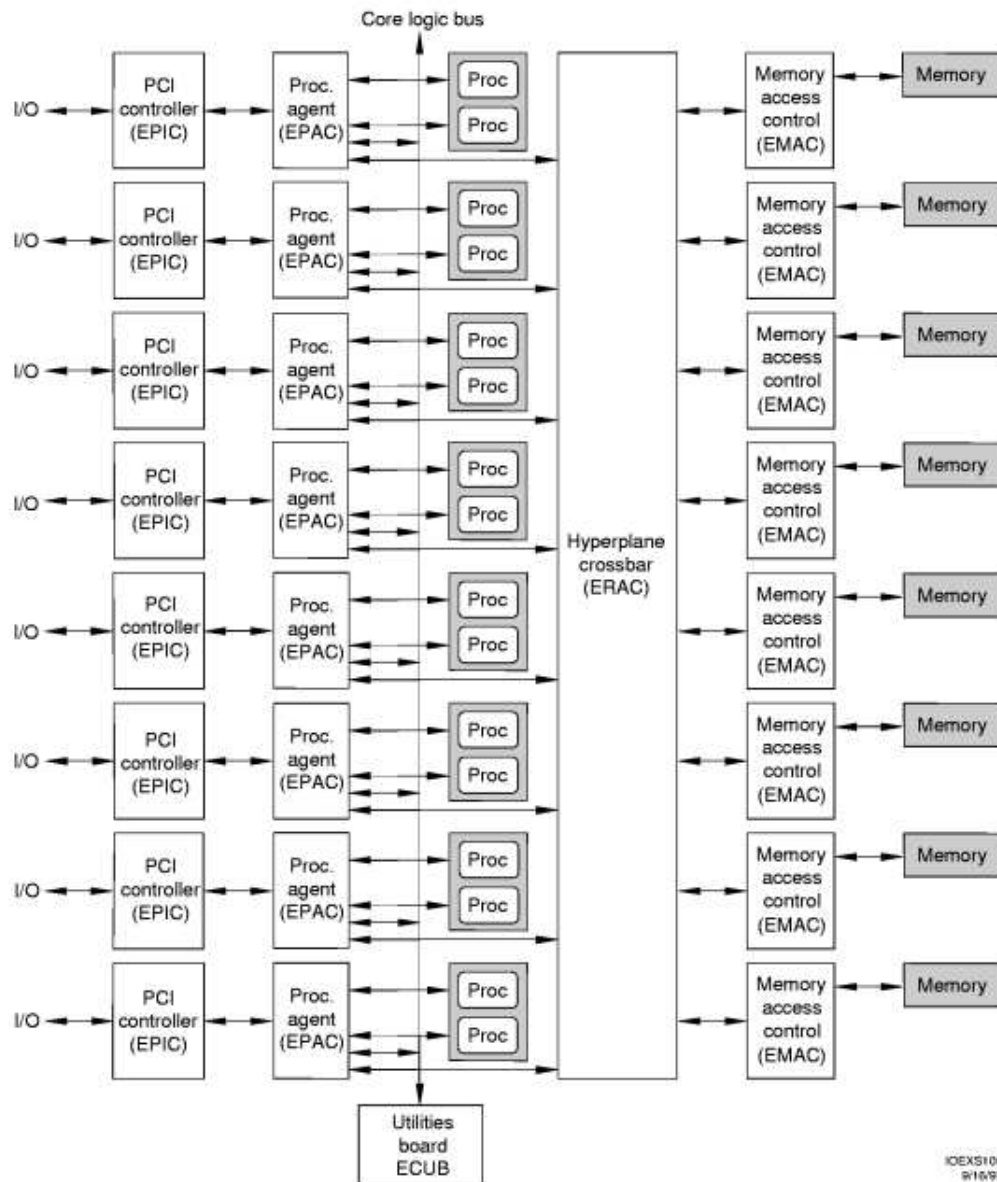 Core logic bus
I/O
PCI
controller
(EPIC)
Proc.
agent
(EPAC)
Proc
Proc
Memory
access
control
(EMAC)
Memory
I/O
PCI
controller
(EPIC)
Proc.
agent
(EPAC)
Proc
Proc
Memory
access
control
(EMAC)
Memory
I/O
PCI
controller
(EPIC)
Proc.
agent
(EPAC)
Proc
Proc
Memory
access
control
(EMAC)
Memory
I/O
PCI
controller
(EPIC)
Proc.
agent
(EPAC)
Proc
Proc
Memory
access
control
(EMAC)
Memory
Hyperplane
crossbar
(ERAC)
I/O
PCI
controller
(EPIC)
Proc.
agent
(EPAC)
Proc
Proc
Memory
access
control
(EMAC)
Memory
I/O
PCI
controller
(EPIC)
Proc.
agent
(EPAC)
Proc
Proc
Memory
access
control
(EMAC)
Memory
I/O
PCI
controller
(EPIC)
Proc.
agent
(EPAC)
Proc
Proc
Memory
access
control
(EMAC)
Memory
I/O
PCI
controller
(EPIC)
Proc.
agent
(EPAC)
Proc
Proc
Memory
access
control
(EMAC)
Memory
Utilities
board
ECUB